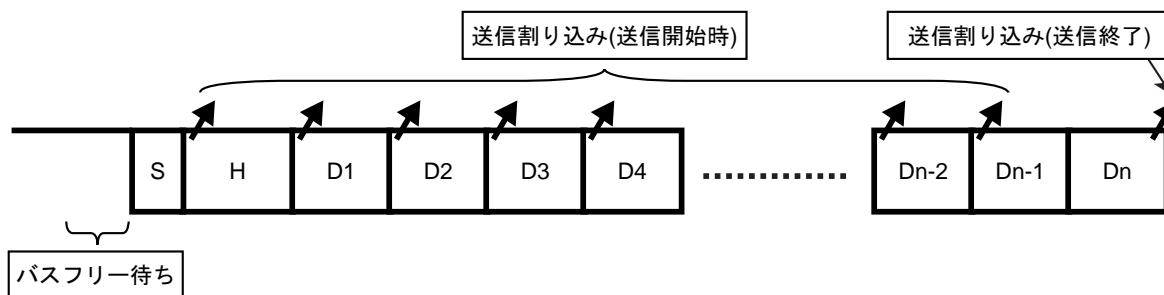 送信割り込み(送信開始時)
送信割り込み(送信終了)
S
H
D1
D2
D3
D4
Dn-2
Dn-1
Dn
バスフリー待ち